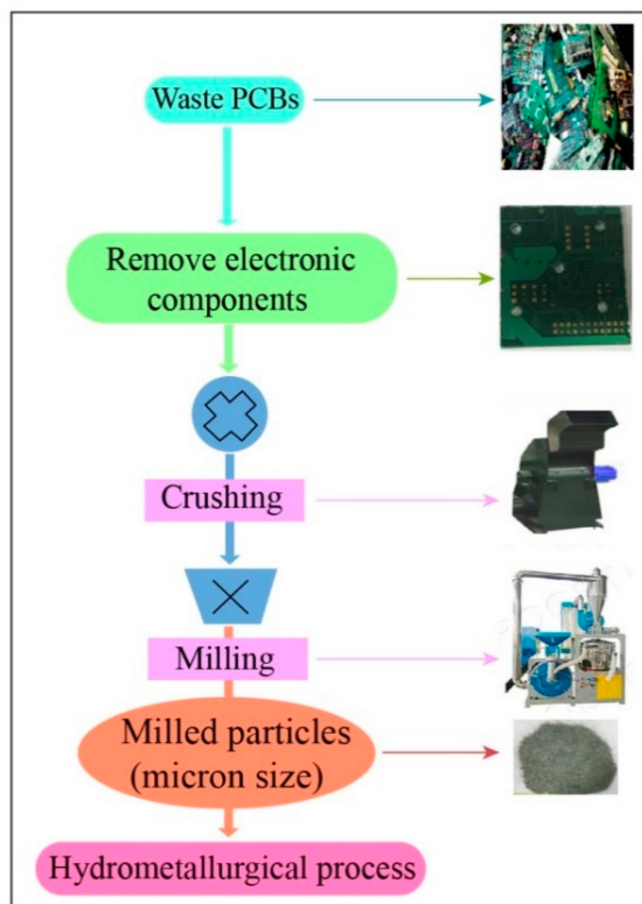 Waste PCBs
Remove electronic
components
Crushing
Milling
Milled particles
(micron size)
Hydrometallurgical process